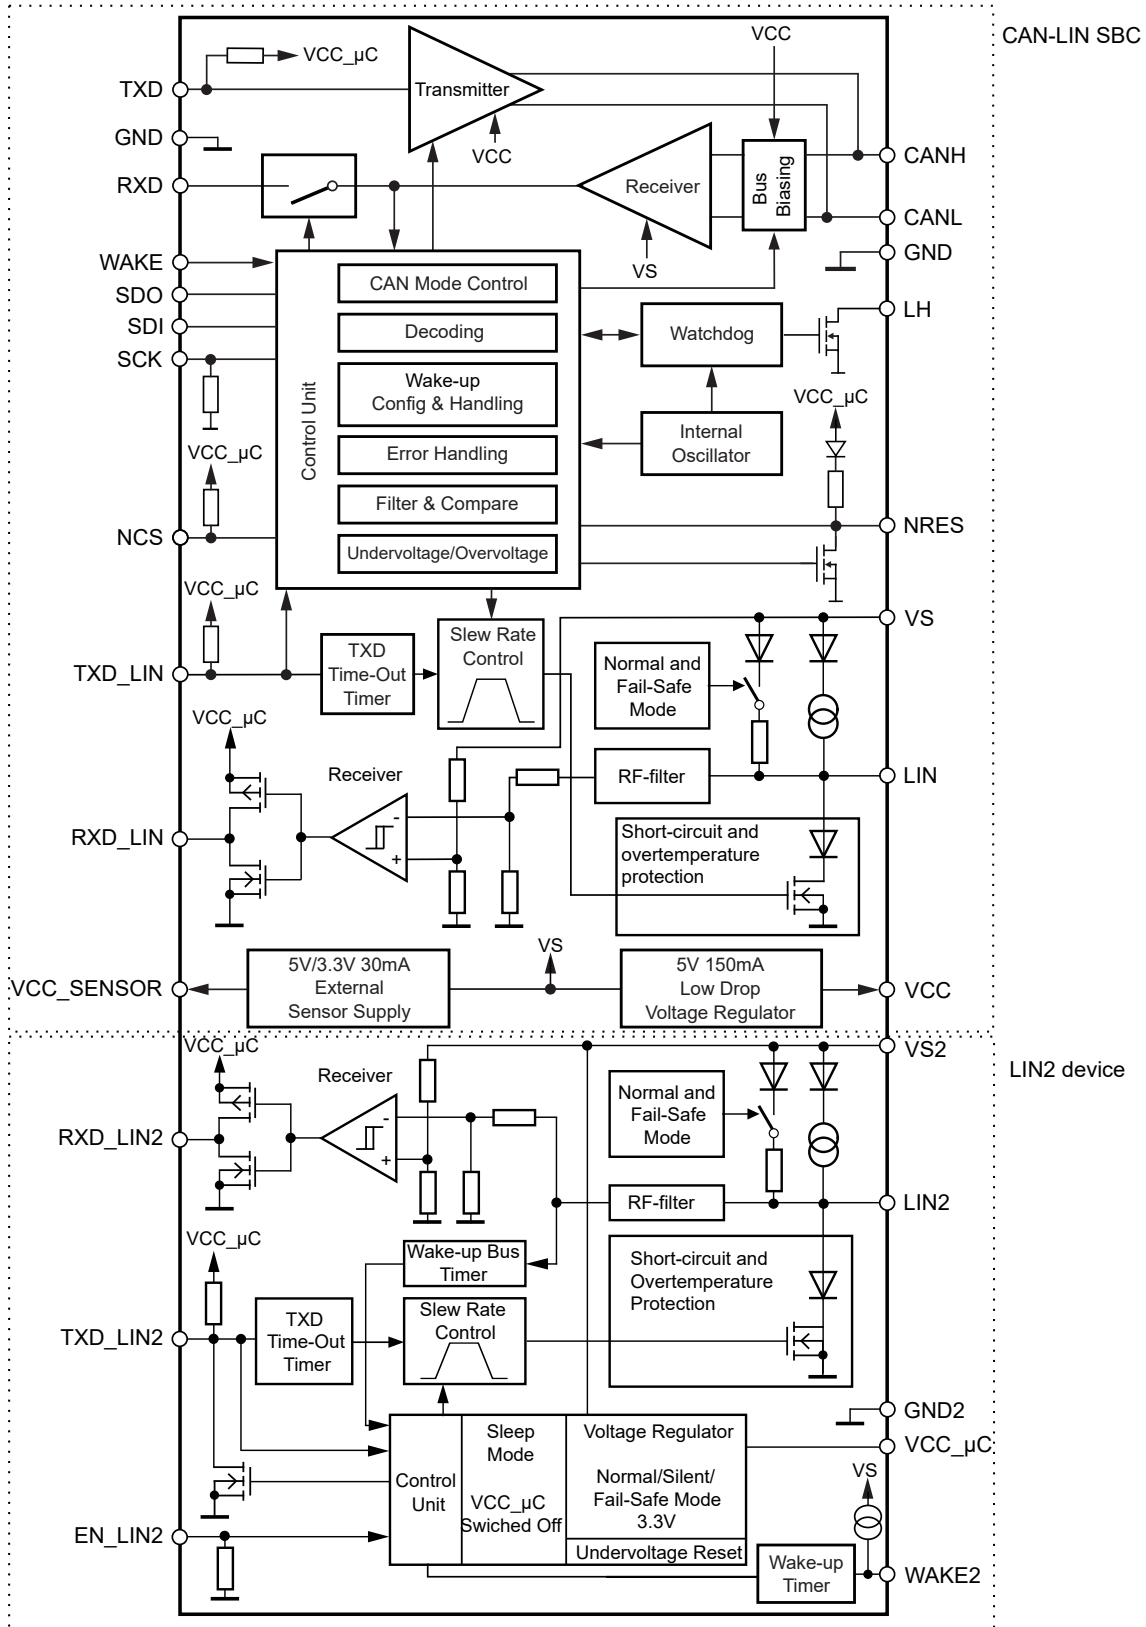 CAN-LIN SBC
VCC
VCC_µC
TXD
Transmitter
GND
VCC
RXD
Receiver
Bus
Biasing
CANH
CANL
WAKE
VS
GND
SDO
SDI
SCK
Control Unit
CAN Mode Control
Decoding
Wake-up
Config & Handling
Error Handling
Filter & Compare
Undervoltage/Overvoltage
Watchdog
LH
Internal
Oscillator
VCC_µC
VCC_µC
NCS
NRES
VCC_µC
TXD_LIN
TXD
Time-Out
Timer
Slew Rate
Control
Normal and
Fail-Safe
Mode
VS
VCC_µC
Receiver
RF-filter
LIN
RXD_LIN
-
+
Short-circuit and
overtemperature
protection
VCC_SENSOR
5V/3.3V 30mA
External
Sensor Supply
VS
5V 150mA
Low Drop
Voltage Regulator
VCC
VCC_µC
VS2
LIN2 device
Receiver
Normal and
Fail-Safe
Mode
RXD_LIN2
-
+
RF-filter
LIN2
VCC_µC
Wake-up Bus
Timer
Short-circuit and
Overtemperature
Protection
TXD_LIN2
TXD
Time-Out
Timer
Slew Rate
Control
GND2
VCC_µC
Control
Unit
Sleep
Mode
VCC_µC
Swiched Off
Voltage Regulator
Normal/Silent/
Fail-Safe Mode
3.3V
Undervoltage Reset
VS
EN_LIN2
Wake-up
Timer
WAKE2